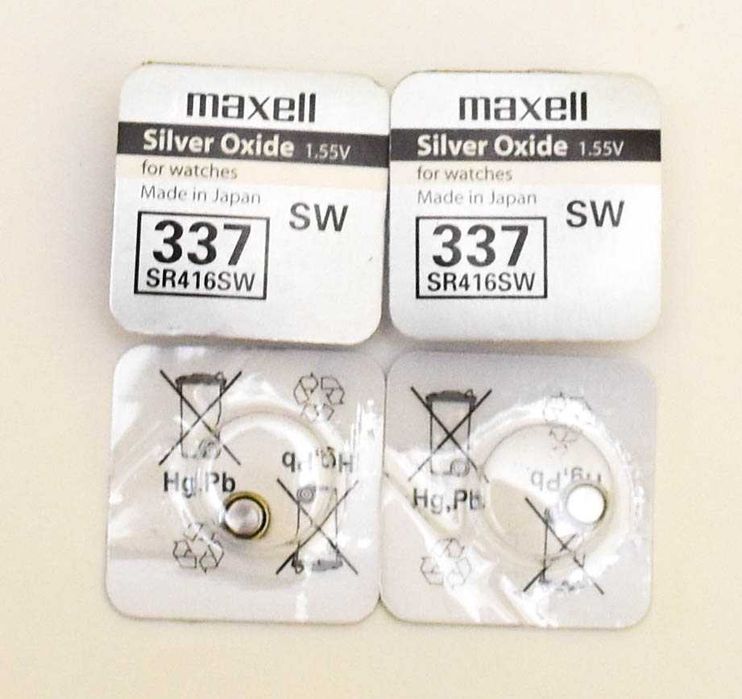 maxell
Silver Oxide 1.55V
for watches
Made in Japan
SW
337
SR416SW
maxell
Silver Oxide 1.55V
for watches
Made in Japan
SW
337
SR416SW
Hg,Pb
Hg,Pb
Hg,Pb
Hg,Pb